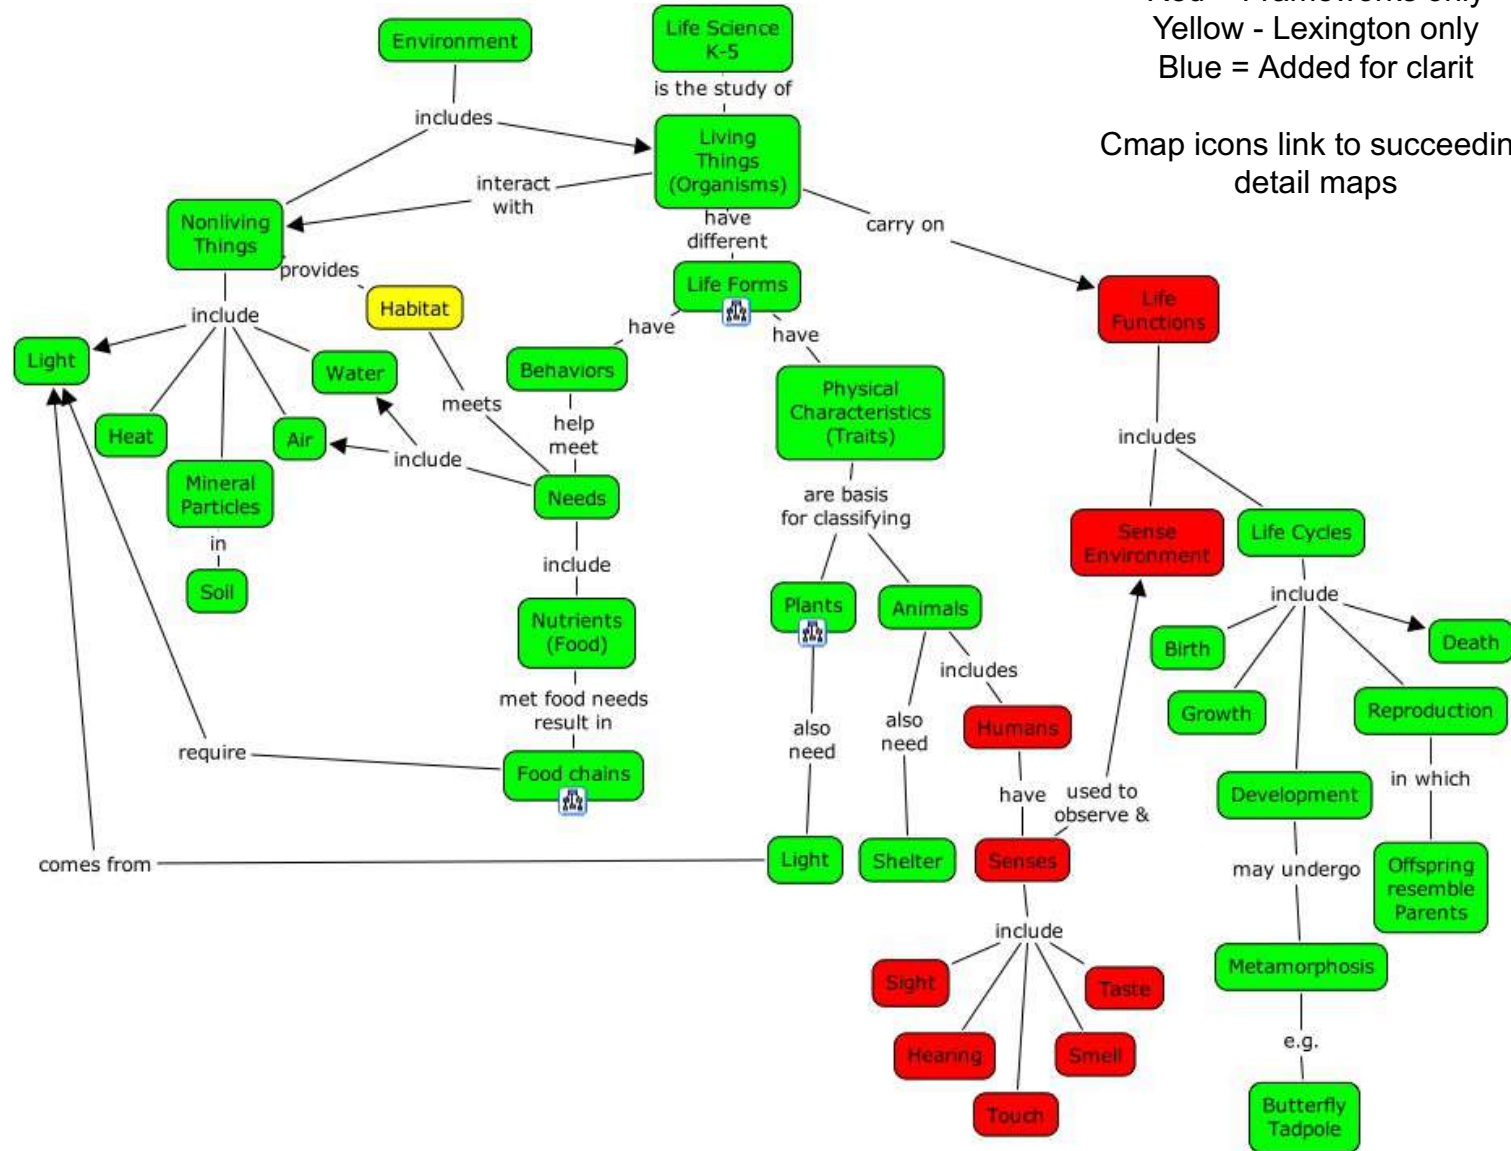 Red = Frameworks only
Yellow - Lexington only
Blue = Added for clarit
Cmap icons link to succeedin
detail maps
Environment
Life Science
K-5
is the study of
includes
Living
Things
(Organisms)
interact
with
have
different
carry on
Nonliving
Things
provides
Habitat
Life Forms
Life
Functions
include
have
have
Light
Water
Behaviors
Physical
Characteristics
(Traits)
meets
help
meet
Heat
Air
include
includes
Mineral
Particles
Needs
are basis
for classifying
in
Soil
include
Sense
Environment
Life Cycles
include
Nutrients
(Food)
Plants
Animals
Birth
Death
includes
Growth
Reproduction
met food needs
result in
also
need
also
need
Humans
require
Food chains
have
used to
observe &
Development
in which
comes from
Light
Shelter
Senses
may undergo
Offspring
resemble
Parents
include
Metamorphosis
Sight
Taste
Hearing
Smell
e.g.
Touch
Butterfly
Tadpole